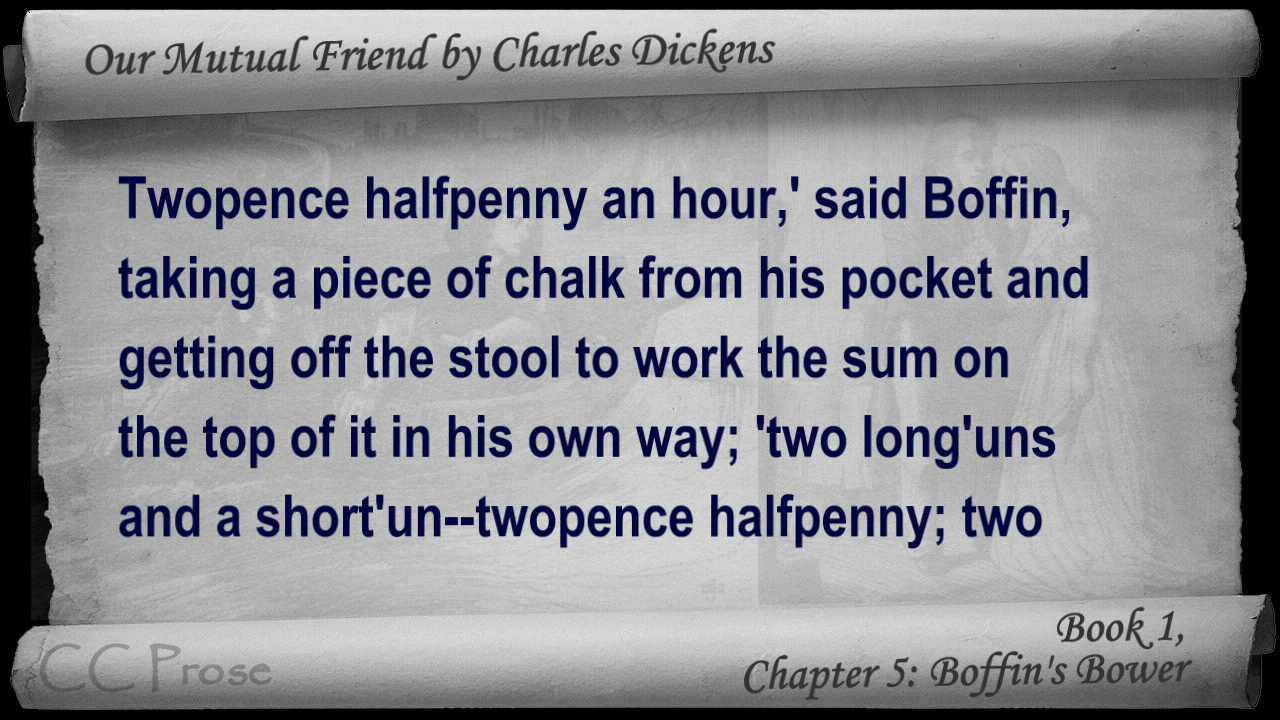 Our Mutual Friend by Charles Dickens
Twopence halfpenny an hour,' said Boffin,
taking a piece of chalk from his pocket and
getting off the stool to work the sum on
the top of it in his own way; 'two long'uns
and a short'un--twopence halfpenny; two
CC Prose
Book 1,
Chapter 5: Boffin's Bower